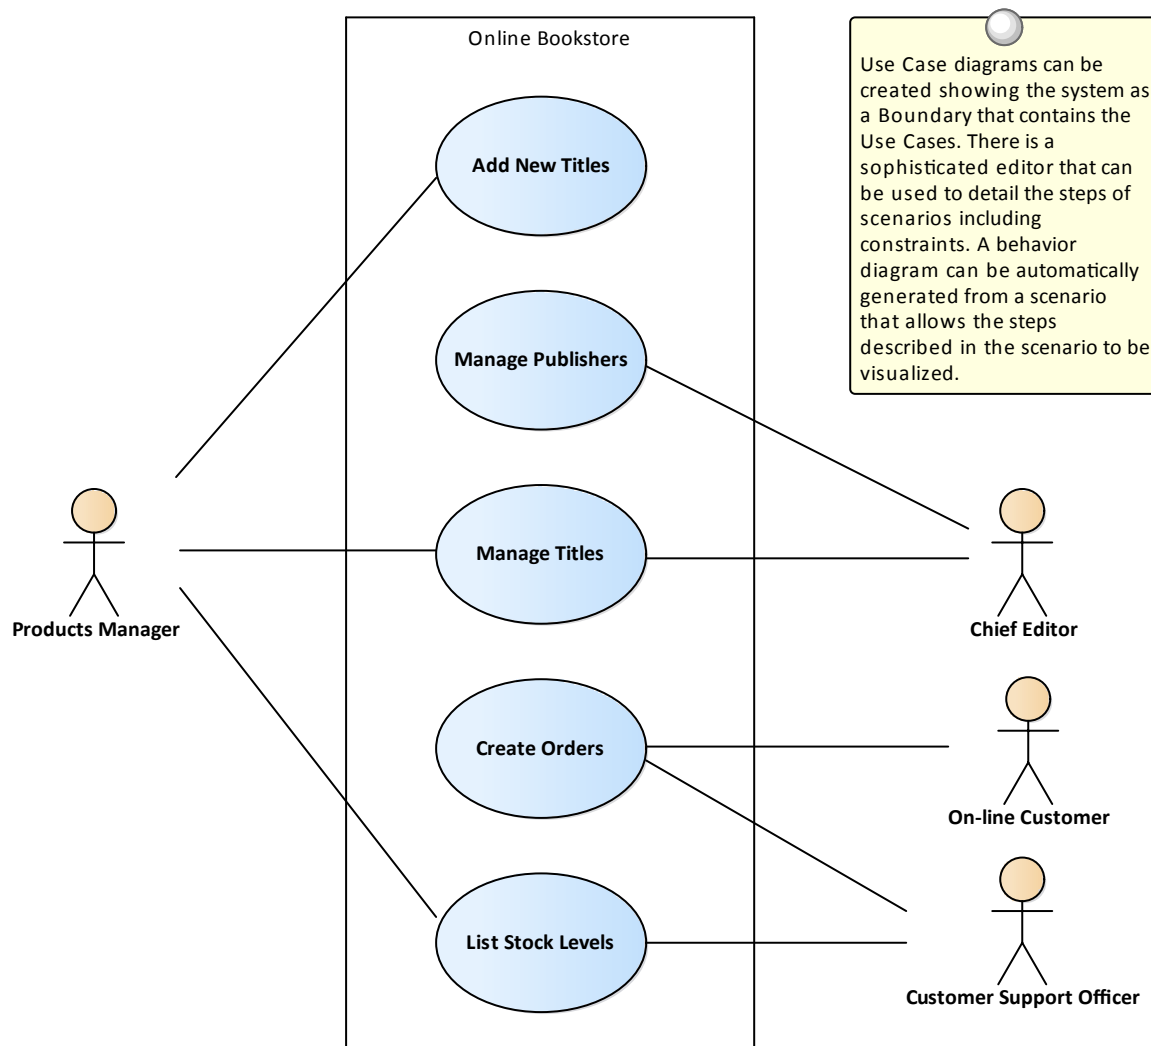 Online Bookstore
Use Case diagrams can be
created showing the system as
a Boundary that contains the
Use Cases. There is a
sophisticated editor that can
be used to detail the steps of
scenarios including
constraints. A behavior
diagram can be automatically
generated from a scenario
that allows the steps
described in the scenario to be
visualized.
Add New Titles
Manage Publishers
Manage Titles
Products Manager
Chief Editor
Create Orders
On-line Customer
List Stock Levels
Customer Support Officer